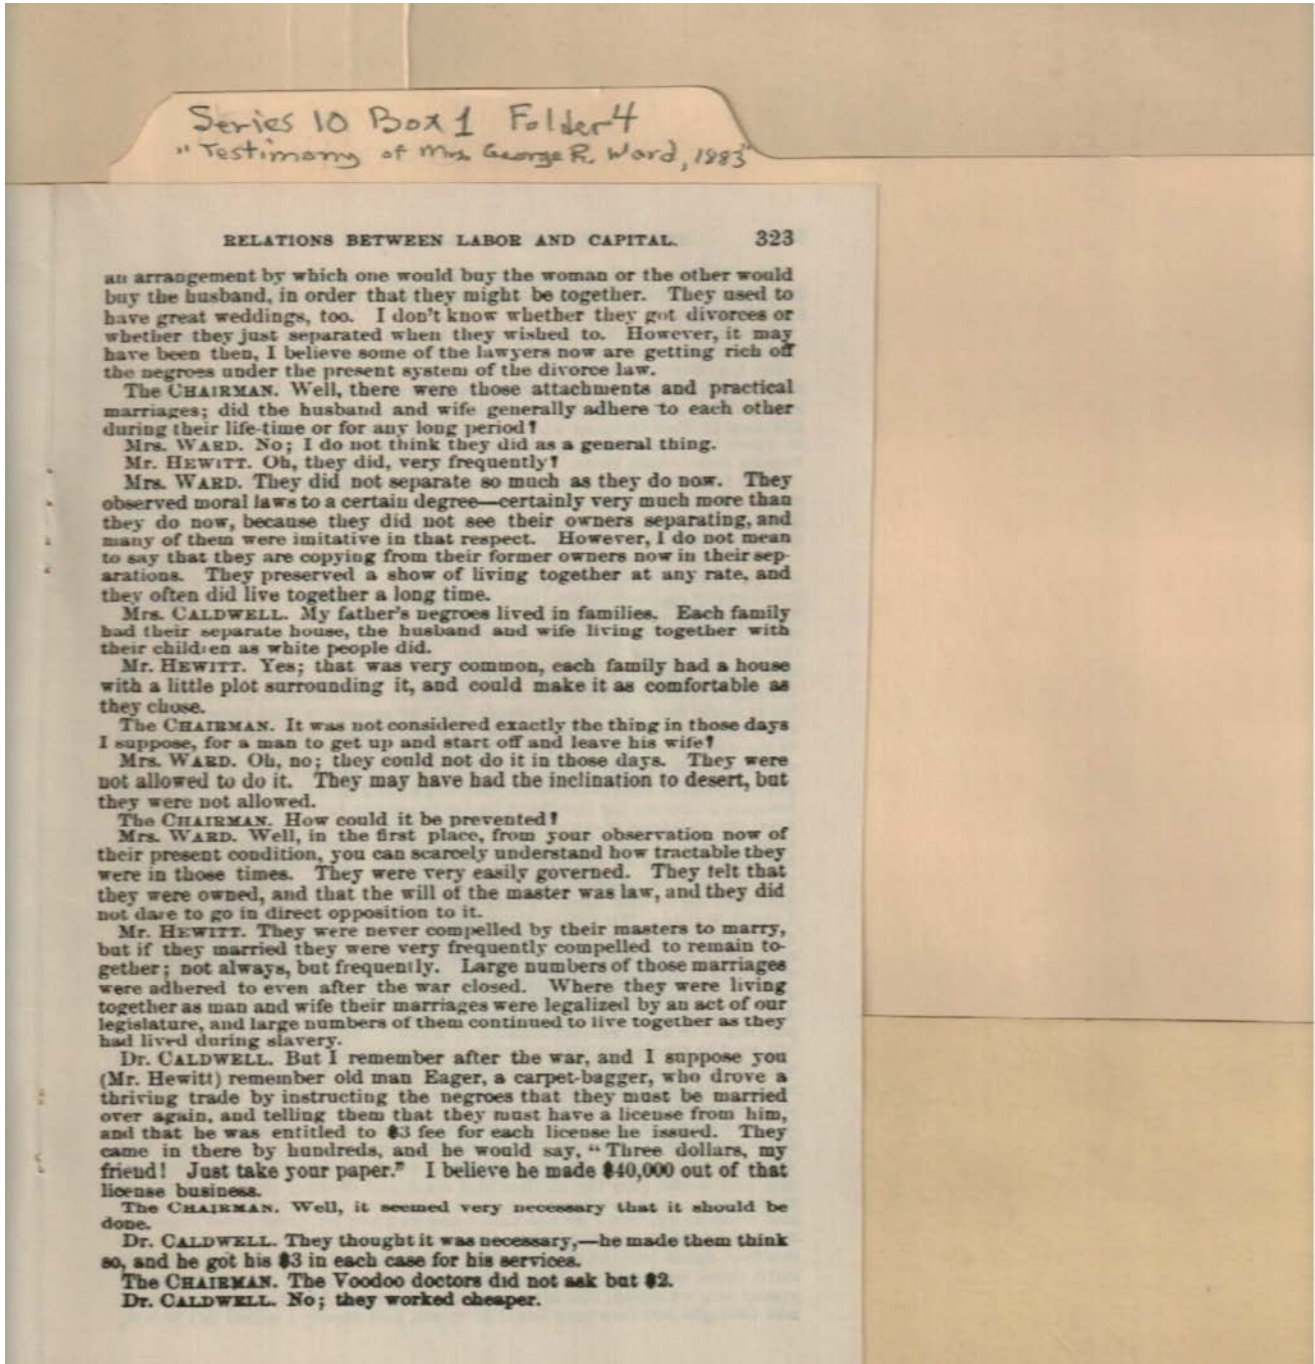 Series 10 Box 1 Folder 4
"Testimony of Mrs. George R. Ward, 1883"
RELATIONS BETWEEN LABOR AND CAPITAL. 323
an arrangement by which one would buy the woman or the other would
buy the husband, in order that they might be together. They used to
have great weddings, too. I don't know whether they got divorces or
whether they just separated when they wished to. However, it may
have been then, I believe some of the lawyers now are getting rich off
the negroes under the present system of the divorce law.
The CHAIRMAN. Well, there were those attachments and practical
marriages; did the husband and wife generally adhere to each other
during their life-time or for any long period?
Mrs. WARD. No; I do not think they did as a general thing.
Mr. HEWITT. Oh, they did, very frequently?
Mrs. WARD. They did not separate so much as they do now. They
observed moral laws to a certain degree—certainly very much more than
they do now, because they did not see their owners separating, and
many of them were imitative in that respect. However, I do not mean
to say that they are copying from their former owners now in their sep-
arations. They preserved a show of living together at any rate, and
they often did live together a long time.
Mrs. CALDWELL. My father's negroes lived in families. Each family
had their separate house, the husband and wife living together with
their children as white people did.
Mr. HEWITT. Yes; that was very common, each family had a house
with a little plot surrounding it, and could make it as comfortable as
they chose.
The CHAIRMAN. It was not considered exactly the thing in those days
I suppose, for a man to get up and start off and leave his wife?
Mrs. WARD. Oh, no; they could not do it in those days. They were
not allowed to do it. They may have had the inclination to desert, but
they were not allowed.
The CHAIRMAN. How could it be prevented?
Mrs. WARD. Well, in the first place, from your observation now of
their present condition, you can scarcely understand how tractable they
were in those times. They were very easily governed. They felt that
they were owned, and that the will of the master was law, and they did
not dare to go in direct opposition to it.
Mr. HEWITT. They were never compelled by their masters to marry,
but if they married they were very frequently compelled to remain to-
gether; not always, but frequently. Large numbers of those marriages
were adhered to even after the war closed. Where they were living
together as man and wife their marriages were legalized by an act of our
legislature, and large numbers of them continued to live together as they
had lived during slavery.
Dr. CALDWELL. But I remember after the war, and I suppose you
(Mr. Hewitt) remember old man Eager, a carpet-bagger, who drove a
thriving trade by instructing the negroes that they must be married
over again, and telling them that they must have a license from him,
and that he was entitled to $3 fee for each license he issued. They
came in there by hundreds, and he would say, "Three dollars, my
friend! Just take your paper." I believe he made $40,000 out of that
license business.
The CHAIRMAN. Well, it seemed very necessary that it should be
done.
Dr. CALDWELL. They thought it was necessary,—he made them think
so, and he got his $3 in each case for his services.
The CHAIRMAN. The Voodoo doctors did not ask but $2.
Dr. CALDWELL. No; they worked cheaper.